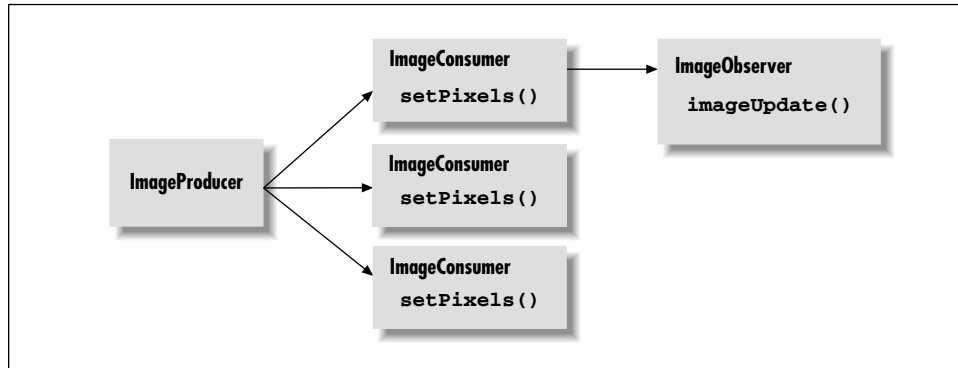 ImageConsumer
setPixels()
ImageObserver
imageUpdate()
ImageProducer
ImageConsumer
setPixels()
ImageConsumer
setPixels()